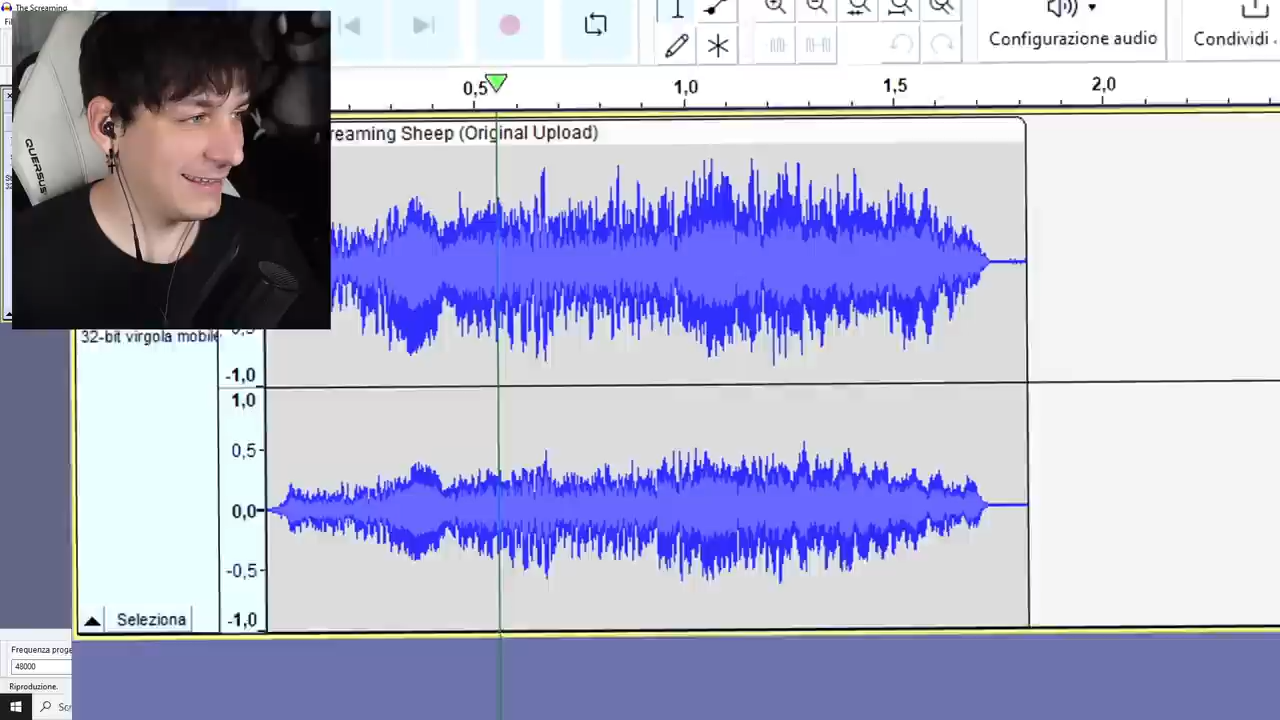 The Screaming
Configurazione audio
Condividi
0,5
1,0
1,5
2,0
reaming Sheep (Original Upload)
QUERSUS
32-bit virgola mobile
-1,0
1,0
0,5
0,0
-0,5
-1,0
Seleziona
Frequenza proge
48000
Riproduzione.